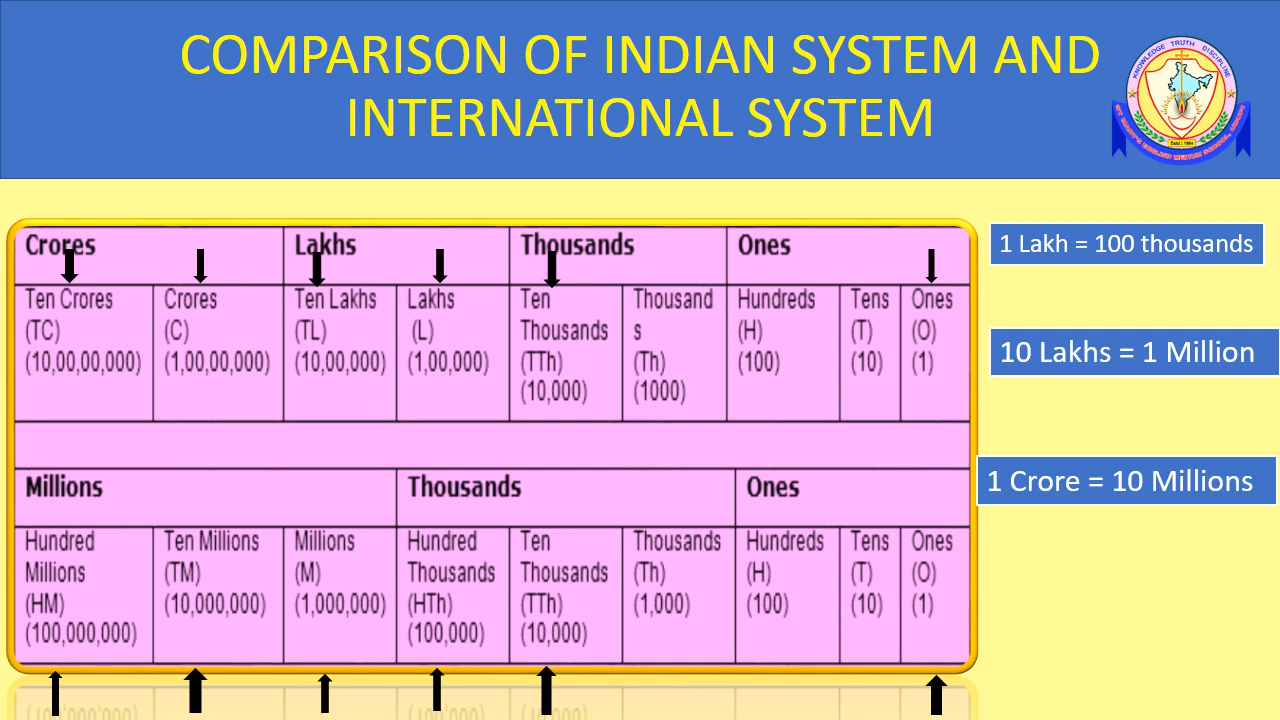 COMPARISON OF INDIAN SYSTEM AND
INTERNATIONAL SYSTEM
KNOWLEDGE TRUTH DISCIPLINE
Estd : 1984
ENGLISH MEDIUM SCHOOL,
Crores Lakhs Thousands Ones
Ten Crores Crores Ten Lakhs Lakhs Ten Thousand Hundreds Tens Ones
(TC) (C) (TL) (L) Thousands s (H) (T) (O)
(10,00,00,000) (1,00,00,000) (10,00,000) (1,00,000) (TTh) (Th) (100) (10) (1)
(10,000) (1000)
Millions Thousands Ones
Hundred Ten Millions Millions Hundred Ten Thousands Hundreds Tens Ones
Millions (TM) (M) Thousands Thousands (Th) (H) (T) (O)
(HM) (10,000,000) (1,000,000) (HTh) (TTh) (1,000) (100) (10) (1)
(100,000,000) (100,000) (10,000)
1 Lakh = 100 thousands
10 Lakhs = 1 Million
1 Crore = 10 Millions